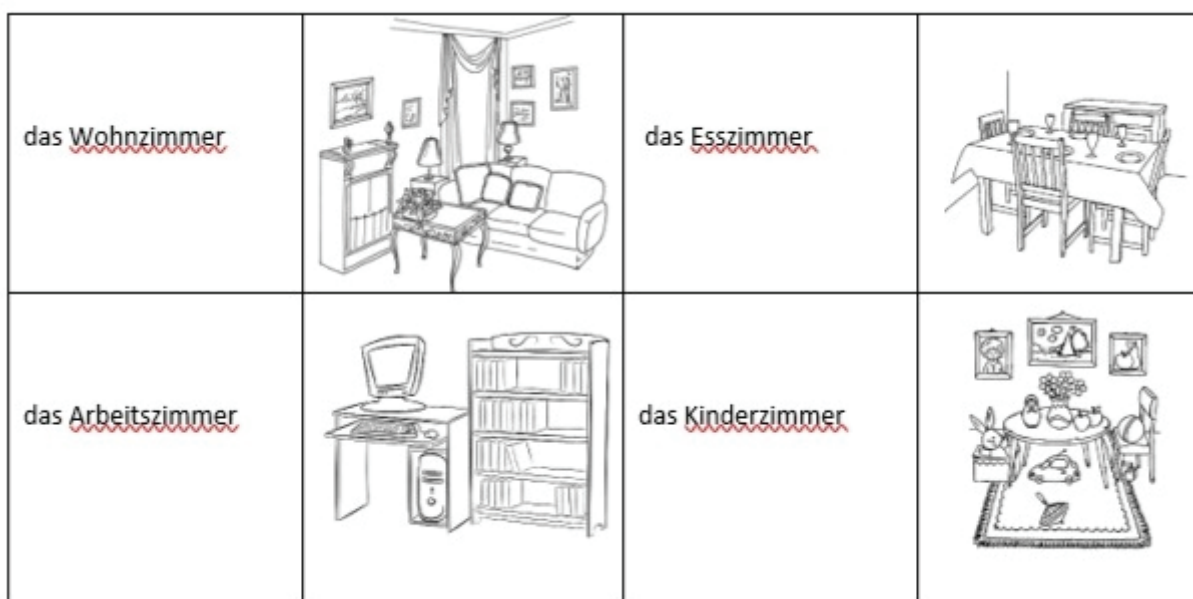 das Wohnzimmer
das Esszimmer
das Arbeitszimmer
das Kinderzimmer